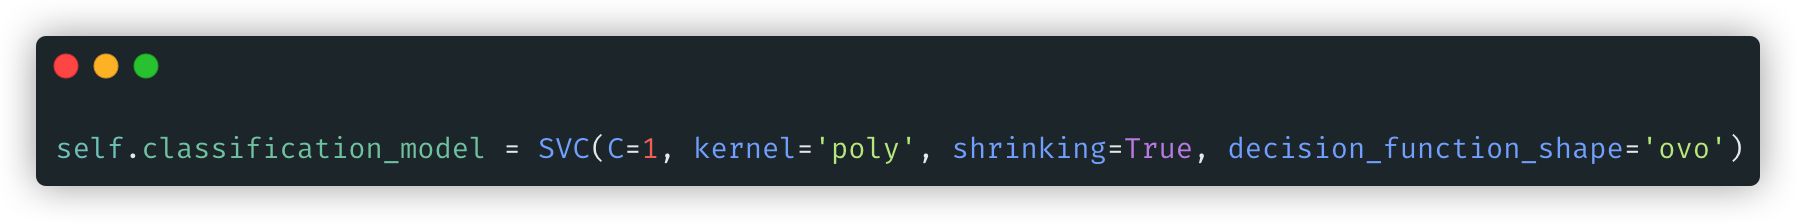 self.classification_model = SVC(C=1, kernel='poly', shrinking=True, decision_function_shape='ovo')